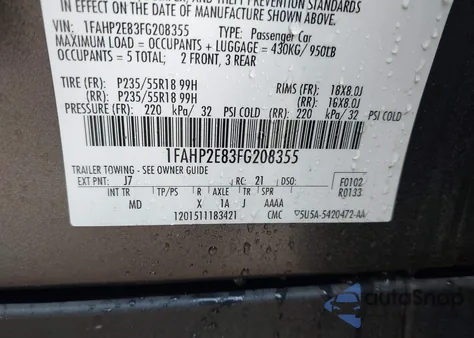 EFFECT ON THE DATE OF MANUFACTURE SHOWN ABOVE.
VIN: 1FAHP2E83FG208355 TYPE: Passenger Car
MAXIMUM LOAD = OCCUPANTS + LUGGAGE = 430KG / 950LB
OCCUPANTS = 5 TOTAL; 2 FRONT, 3 REAR
TIRE (FR): P235/55R18 99H RIMS (FR): 18X8.0J
(RR): P235/55R18 99H (RR): 18X8.0J
PRESSURE (FR): 220 kPa/ 32 PSI COLD (RR): 220 kPa/ 32 PSI COLD
1FAHP2E83FG208355
TRAILER TOWING - SEE OWNER GUIDE
EXT PNT: J7 RC: 21 DSO: F0102
INT TR TP/PS R AXLE TR SPR R0133
MD X 1A J AAAA
1201511183421 CMC 5U5A-5420472-AA
autoSnap